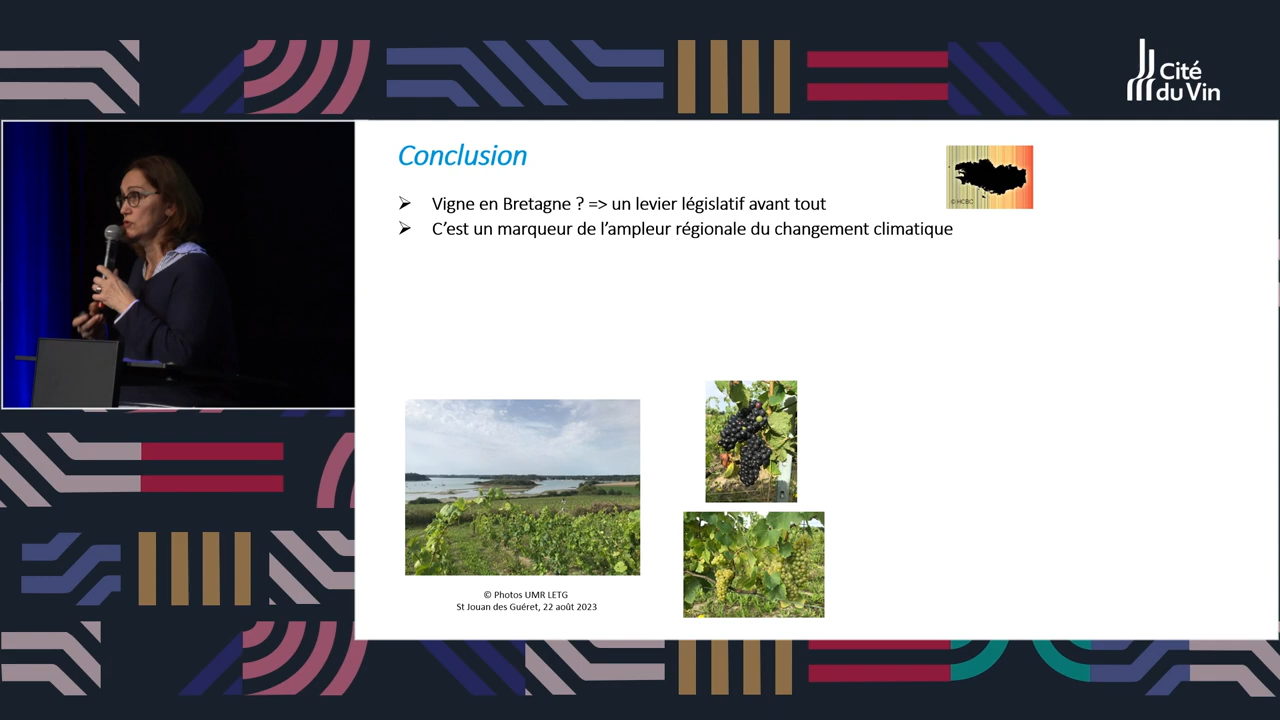 Cité
du Vin
Conclusion
© HCBC
Vigne en Bretagne ? => un levier législatif avant tout
C’est un marqueur de l’ampleur régionale du changement climatique
© Photos UMR LETG
St Jouan des Guéret, 22 août 2023